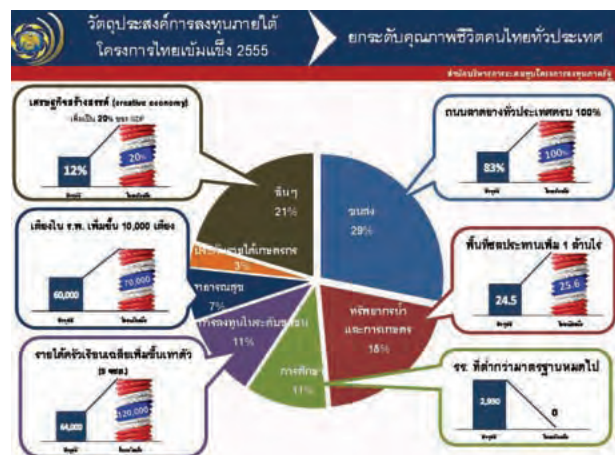 วัตถุประสงค์การลงทุนภายใต้
โครงการไทยเข้มแข็ง 2555
ยกระดับคุณภาพชีวิตคนไทยทั่วประเทศ
เศรษฐกิจสร้างสรรค์ (creative economy)
เพิ่มเป็น 20% ของ GDP
12%
20%
ถนนลาดยางทั่วประเทศครบ 100%
83%
100%
อื่นๆ
21%
ขนส่ง
29%
เตียงใน ร.พ. เพิ่มขึ้น 10,000 เตียง
60,000
70,000
3%
7%
11%
พื้นที่ชลประทานเพิ่ม 1 ล้านไร่
24.5
25.6
ทรัพยากรน้ำ
และการเกษตร
18%
การศึกษา
11%
รายได้ครัวเรือนเฉลี่ยเพิ่มขึ้นเท่าตัว
64,000
120,000
รร. ที่ต่ำกว่ามาตรฐานหมดไป
0